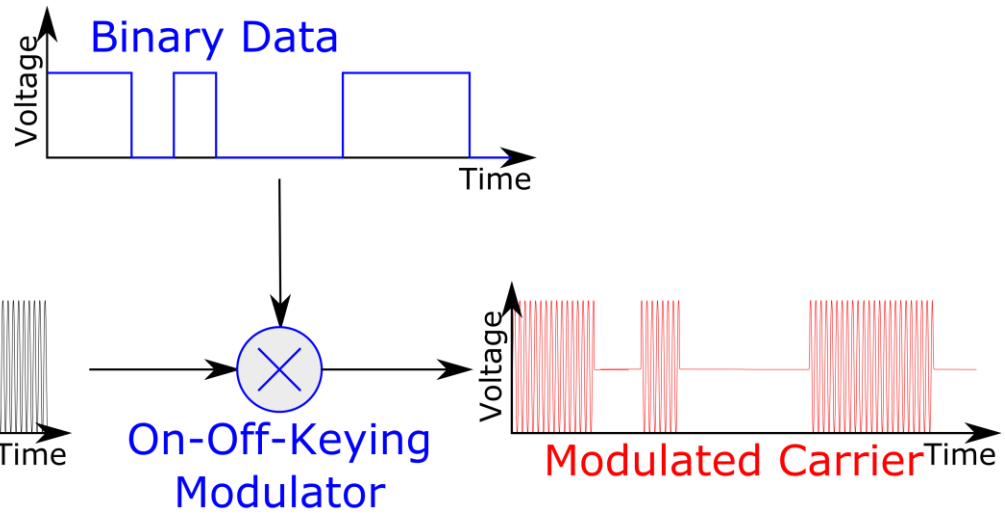 Binary Data
Voltage
Time
Voltage
Time
On-Off-Keying
Modulator
Modulated Carrier
Time